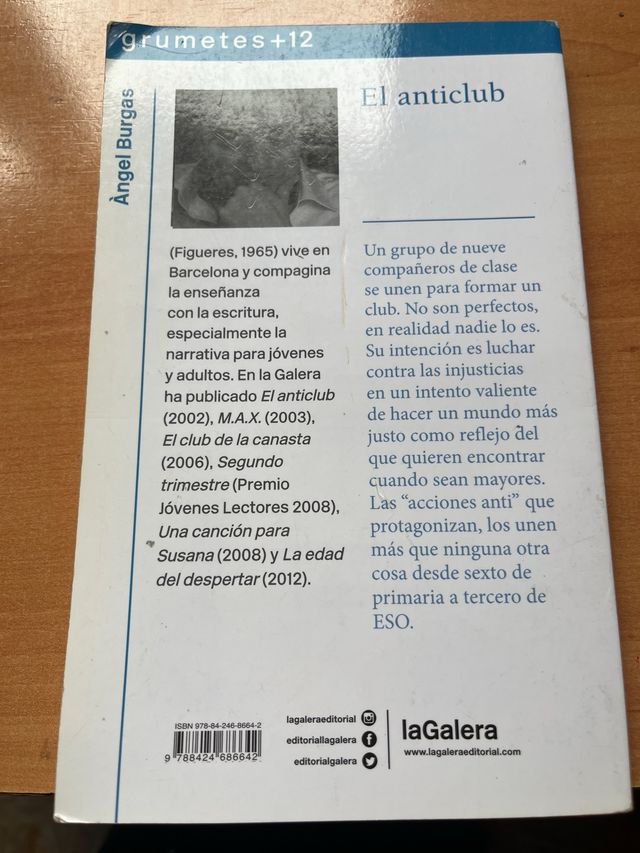 grumetes+12
Àngel Burgas
El anticlub
(Figueres, 1965) vive en
Barcelona y compagina
la enseñanza
con la escritura,
especialmente la
narrativa para jóvenes
y adultos. En la Galera
ha publicado El anticlub
(2002), M.A.X. (2003),
El club de la canasta
(2006), Segundo
trimestre (Premio
Jóvenes Lectores 2008),
Una canción para
Susana (2008) y La edad
del despertar (2012).
Un grupo de nueve
compañeros de clase
se unen para formar un
club. No son perfectos,
en realidad nadie lo es.
Su intención es luchar
contra las injusticias
en un intento valiente
de hacer un mundo más
justo como reflejo del
que quieren encontrar
cuando sean mayores.
Las “acciones anti” que
protagonizan, los unen
más que ninguna otra
cosa desde sexto de
primaria a tercero de
ESO.
ISBN 978-84-246-8664-2
9 788424 686642
lagaleraeditorial
editoriallagalera
editorialgalera
laGalera
www.lagaleraeditorial.com